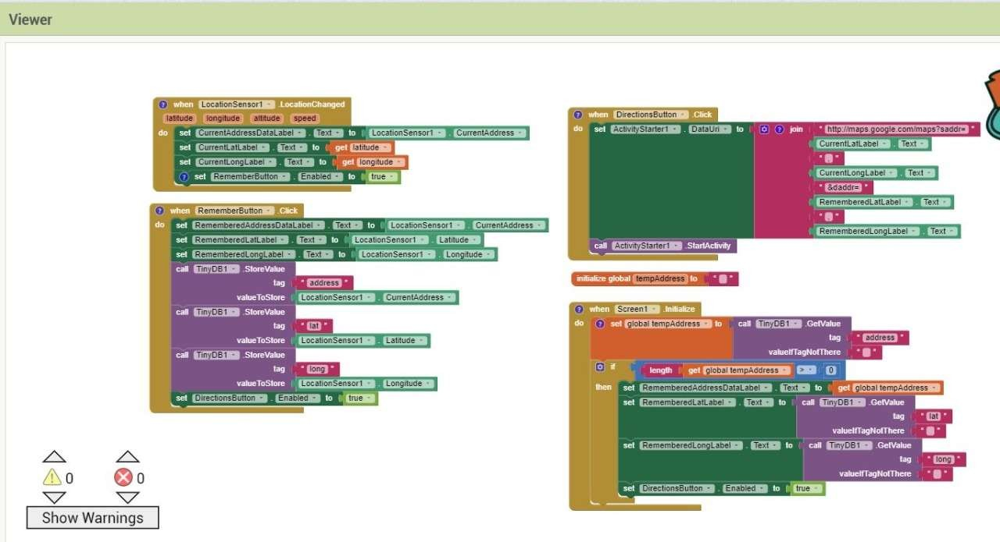 Viewer
when LocationSensor1 .LocationChanged
latitude longitude altitude speed
do set CurrentAddressDataLabel . Text to LocationSensor1 . CurrentAddress
set CurrentLatLabel . Text to get latitude
set CurrentLongLabel . Text to get longitude
? set RememberButton . Enabled to true
? when RememberButton .Click
do set RememberedAddressDataLabel . Text to LocationSensor1 . CurrentAddress
set RememberedLatLabel . Text to LocationSensor1 . Latitude
set RememberedLongLabel . Text to LocationSensor1 . Longitude
call TinyDB1 .StoreValue
tag " address "
valueToStore LocationSensor1 . CurrentAddress
call TinyDB1 .StoreValue
tag " lat "
valueToStore LocationSensor1 . Latitude
call TinyDB1 .StoreValue
tag " long "
valueToStore LocationSensor1 . Longitude
set DirectionsButton . Enabled to true
0 0
Show Warnings
? when DirectionsButton .Click
do set ActivityStarter1 . DataUri to ? join " http://maps.google.com/maps?saddr= "
CurrentLatLabel . Text
" , "
CurrentLongLabel . Text
" &daddr= "
RememberedLatLabel . Text
" , "
RememberedLongLabel . Text
call ActivityStarter1 .StartActivity
initialize global tempAddress to " "
? when Screen1 .Initialize
do ? set global tempAddress to call TinyDB1 .GetValue
tag " address "
valueIfTagNotThere " "
if length get global tempAddress > 0
then set RememberedAddressDataLabel . Text to get global tempAddress
set RememberedLatLabel . Text to call TinyDB1 .GetValue
tag " lat "
valueIfTagNotThere " "
set RememberedLongLabel . Text to call TinyDB1 .GetValue
tag " long "
valueIfTagNotThere " "
set DirectionsButton . Enabled to true